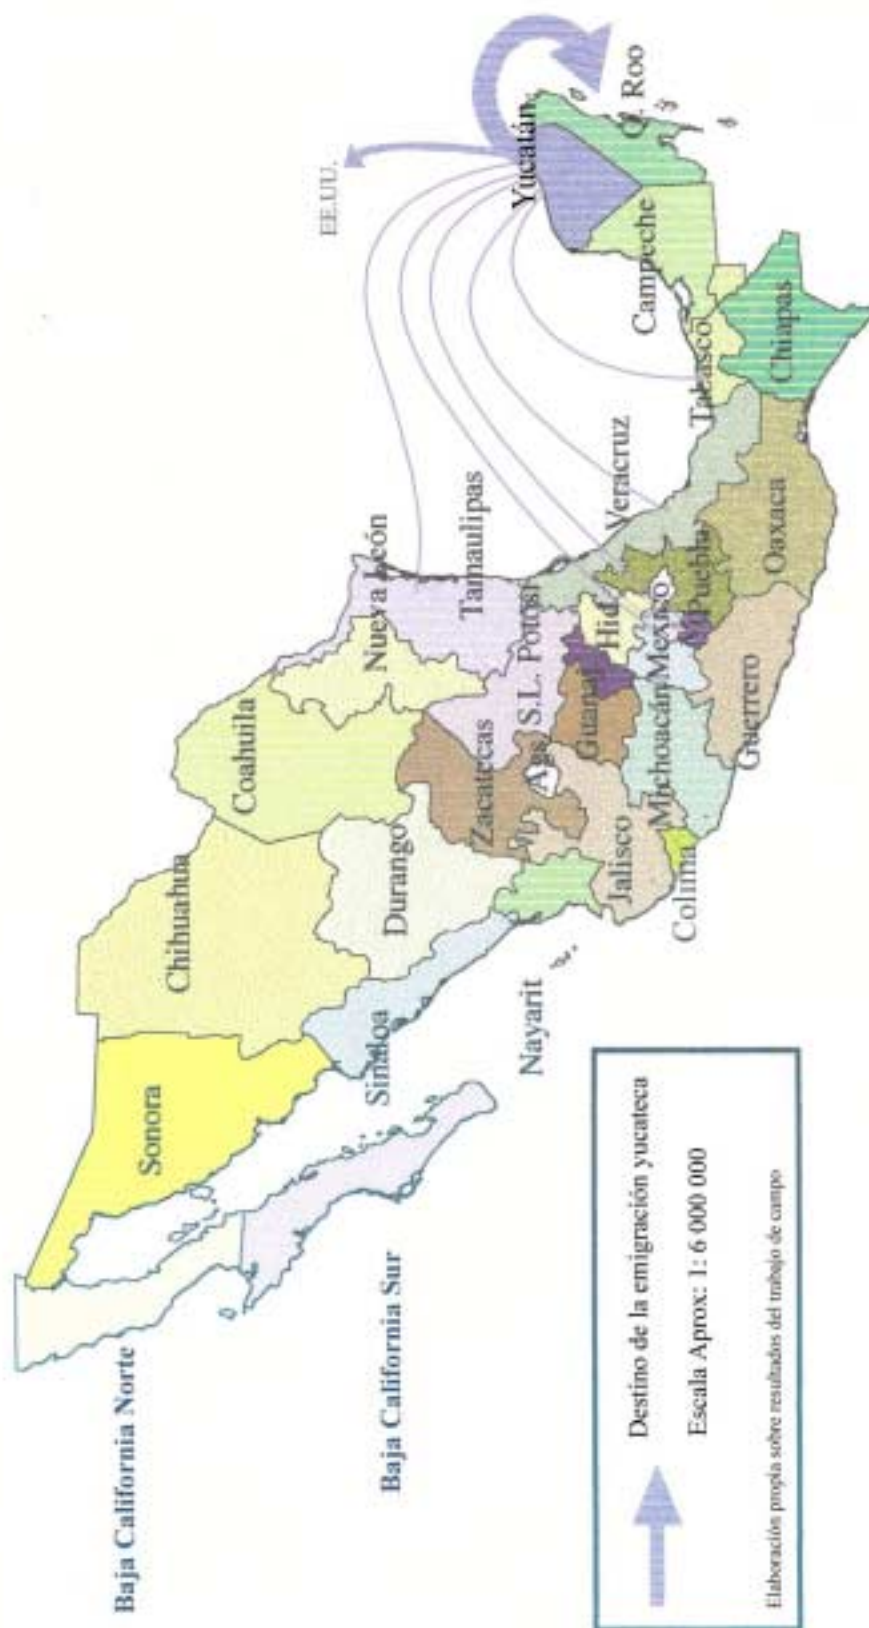 EE.UU.
Yucatán
Q. Roo
Campeche
Tabasco
Chiapas
Veracruz
Oaxaca
Puebla
Tamaulipas
Nueva León
S.L. Potosí
Hid.
Mexico
Guerrero
Michoacán
Guanaj
Ags.
Zacatecas
Coahuila
Jalisco
Colima
Durango
Chihuahua
Sinaloa
Nayarit
Sonora
Baja California Norte
Baja California Sur
Destino de la emigración yucateca
Escala Aprox: 1: 6 000 000
Elaboración propia sobre resultados del trabajo de campo